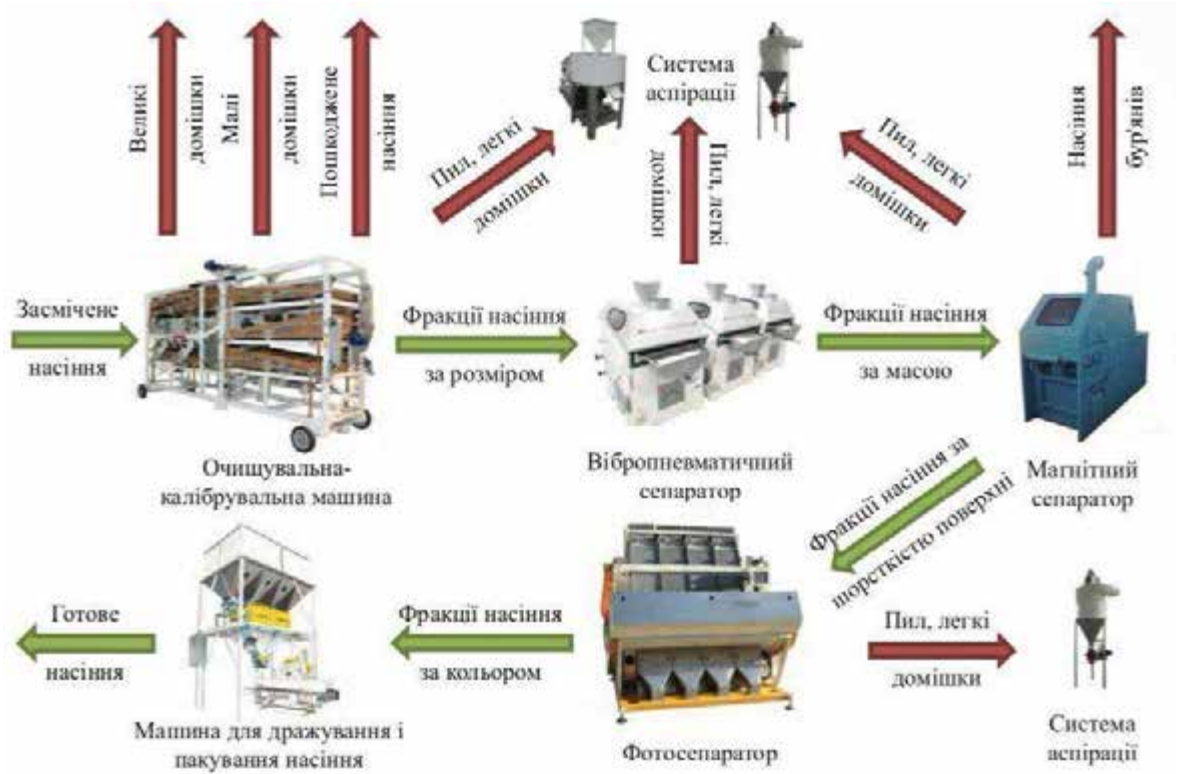 Великі
домішки
Малі
домішки
Пошкоджене
насіння
Пил, легкі
домішки
Система
аспірації
Пил, легкі
домішки
Пил, легкі
домішки
Насіння
бур'янів
Засмічене
насіння
Фракції насіння
за розміром
Фракції насіння
за масою
Очищувальна-
калібрувальна машина
Вібропневматичний
сепаратор
Магнітний
сепаратор
Фракції насіння за
шорсткістю поверхні
Готове
насіння
Фракції насіння
за кольором
Пил, легкі
домішки
Машина для дражування і
пакування насіння
Фотосепаратор
Система
аспірації